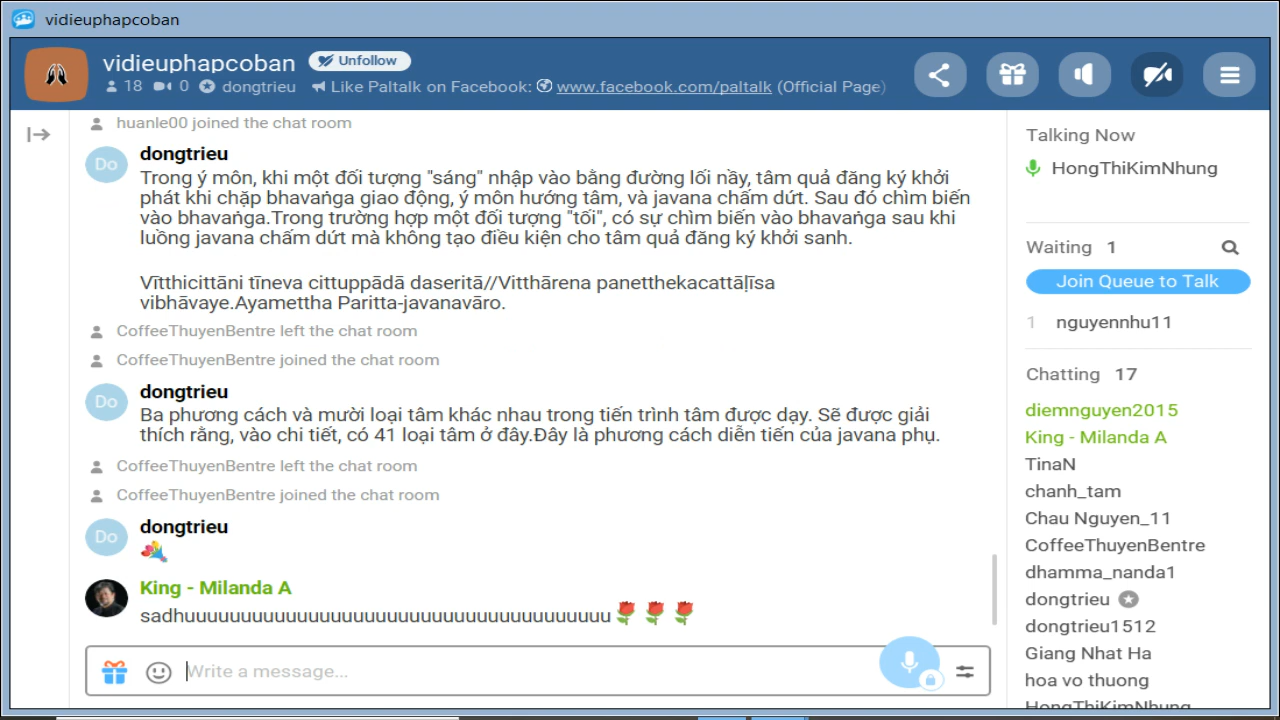 vidieuphapcoban
vidieuphapcoban Unfollow
18 0 dongtrieu Like Paltalk on Facebook: www.facebook.com/paltalk (Official Page)
huanle00 joined the chat room
Do dongtrieu
Trong ý môn, khi một đối tượng "sáng" nhập vào bằng đường lối nầy, tâm quả đăng ký khởi
phát khi chặp bhavaṅga giao động, ý môn hướng tâm, và javana chấm dứt. Sau đó chìm biến
vào bhavaṅga.Trong trường hợp một đối tượng "tối", có sự chìm biến vào bhavaṅga sau khi
luồng javana chấm dứt mà không tạo điều kiện cho tâm quả đăng ký khởi sanh.
Vītthicittāni tīneva cittuppādā daseritā//Vitthārena panetthekacattāḷīsa
vibhāvaye.Ayamettha Paritta-javanavāro.
CoffeeThuyenBentre left the chat room
CoffeeThuyenBentre joined the chat room
Do dongtrieu
Ba phương cách và mười loại tâm khác nhau trong tiến trình tâm được dạy. Sẽ được giải
thích rằng, vào chi tiết, có 41 loại tâm ở đây.Đây là phương cách diễn tiến của javana phụ.
CoffeeThuyenBentre left the chat room
CoffeeThuyenBentre joined the chat room
Do dongtrieu
King - Milanda A
sadhuuuuuuuuuuuuuuuuuuuuuuuuuuuuuuuuuuuuuu
Write a message...
Talking Now
HongThiKimNhung
Waiting 1
Join Queue to Talk
1 nguyennhu11
Chatting 17
diemnguyen2015
King - Milanda A
TinaN
chanh_tam
Chau Nguyen_11
CoffeeThuyenBentre
dhamma_nanda1
dongtrieu
dongtrieu1512
Giang Nhat Ha
hoa vo thuong
HongThiKimNhung